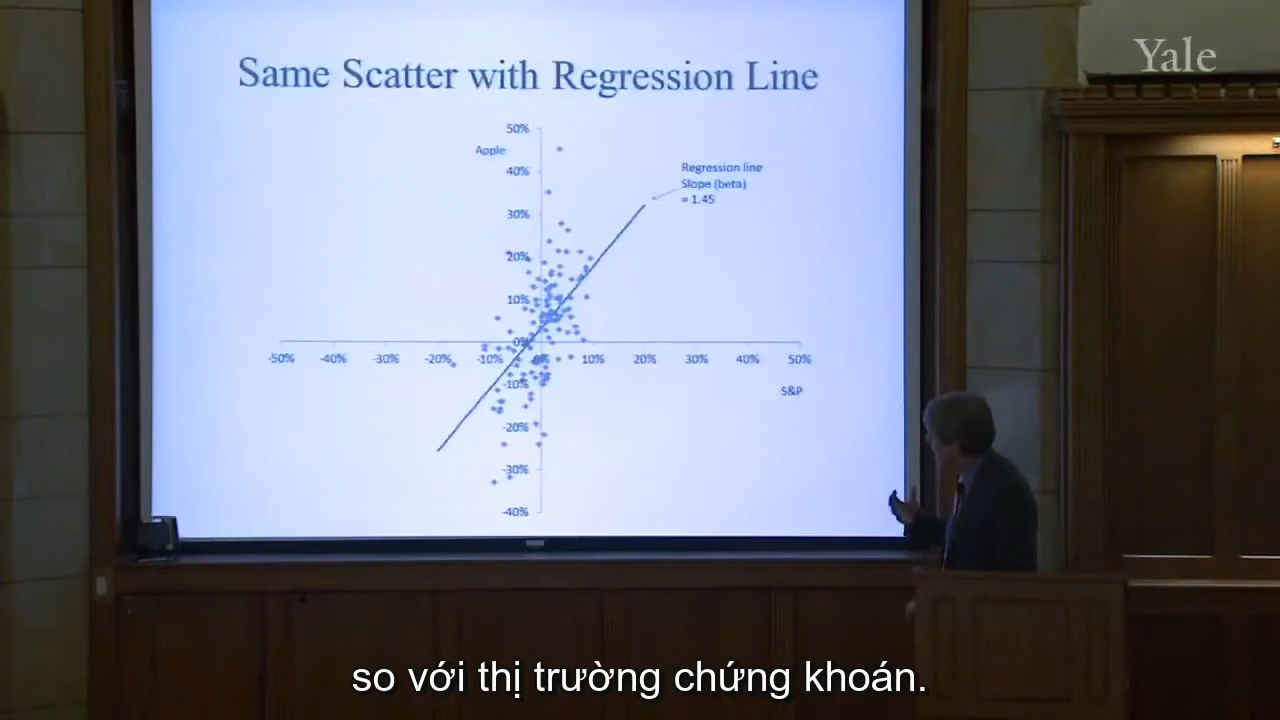 Yale
Same Scatter with Regression Line
50%
Apple
40%
Regression line
Slope (beta)
= 1.45
30%
20%
10%
0%
-50% -40% -30% -20% -10% 0% 10% 20% 30% 40% 50%
-10%
S&P
-20%
-30%
-40%
so với thị trường chứng khoán.